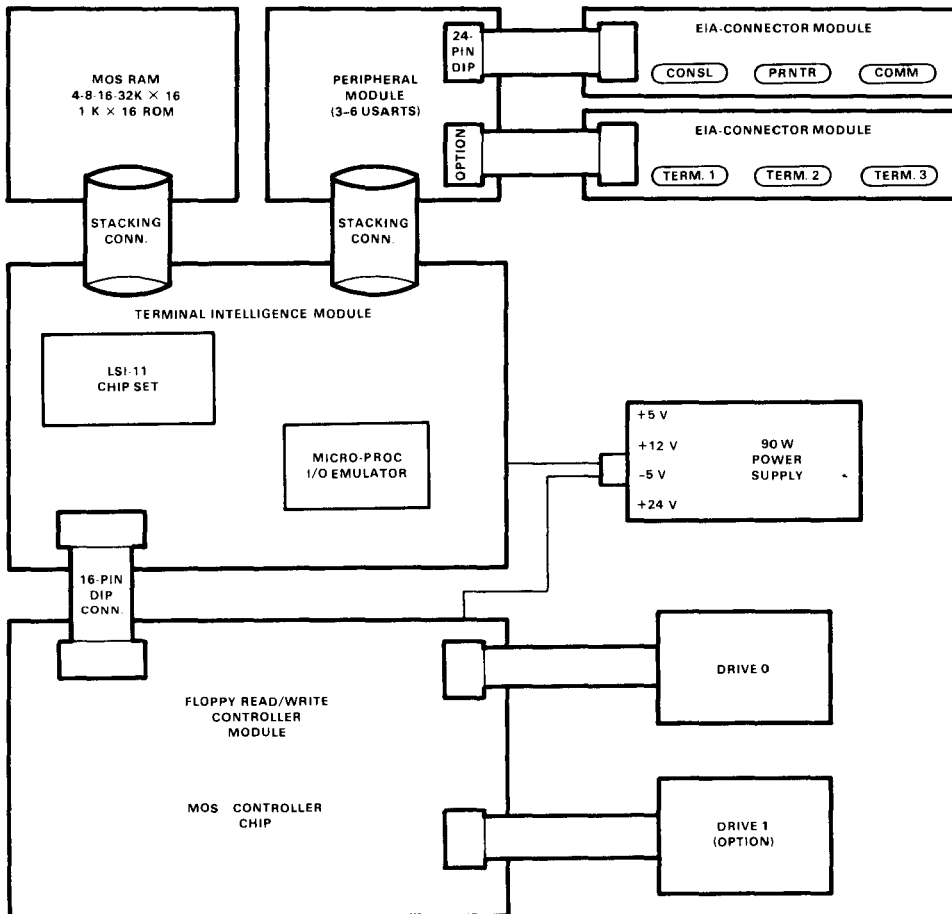 MOS RAM
4-8-16-32K × 16
1 K × 16 ROM
PERIPHERAL
MODULE
(3-6 USARTS)
24-
PIN
DIP
OPTION
EIA-CONNECTOR MODULE
CONSL
PRNTR
COMM
EIA-CONNECTOR MODULE
TERM. 1
TERM. 2
TERM. 3
STACKING
CONN.
STACKING
CONN.
TERMINAL INTELLIGENCE MODULE
LSI-11
CHIP SET
MICRO-PROC
I/O EMULATOR
+5 V
+12 V
-5 V
+24 V
90 W
POWER
SUPPLY
16-PIN
DIP
CONN.
FLOPPY READ/WRITE
CONTROLLER
MODULE
MOS CONTROLLER
CHIP
DRIVE 0
DRIVE 1
(OPTION)